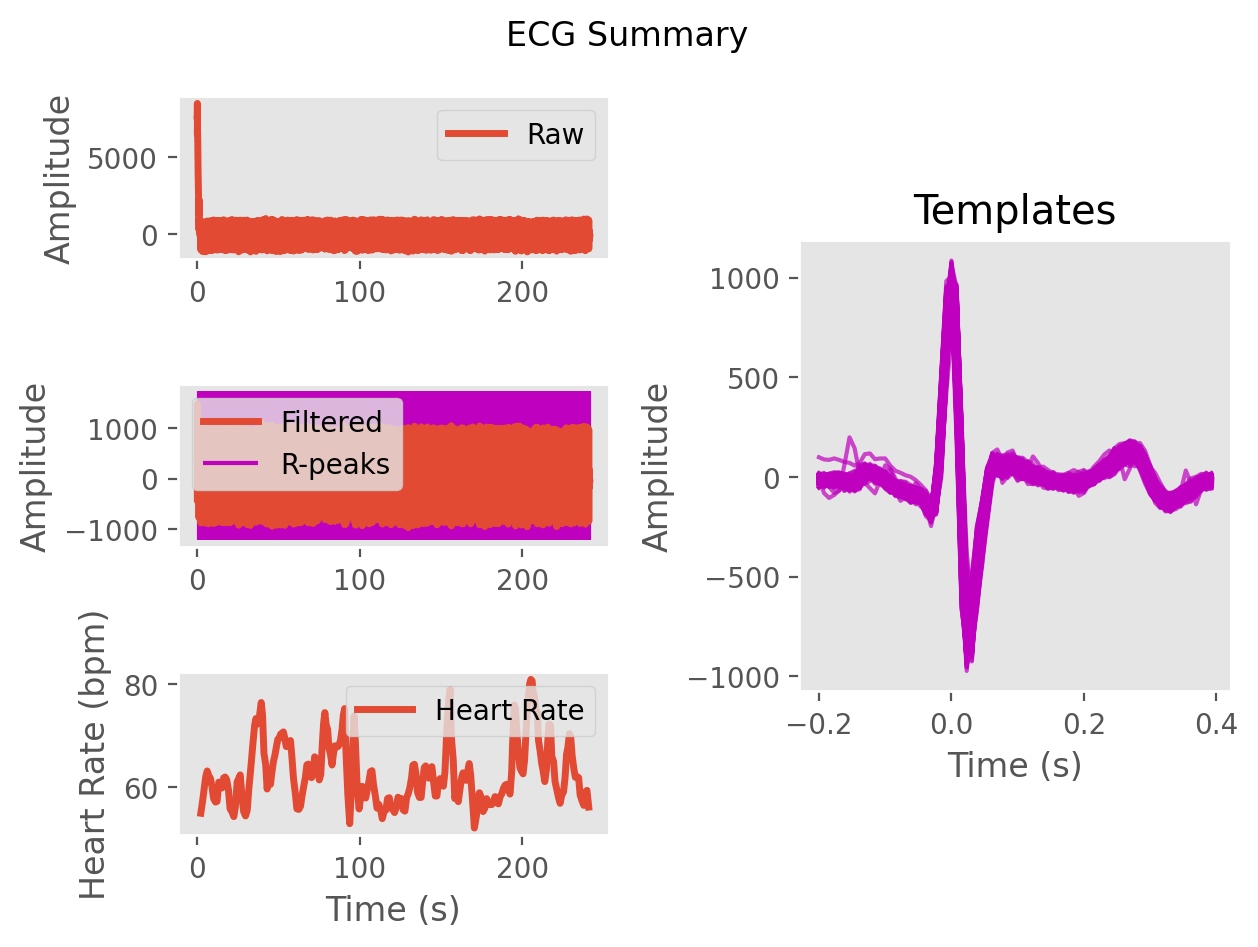 ECG Summary
Amplitude
5000
0
Raw
0
100
200
Amplitude
1000
0
−1000
Filtered
R-peaks
0
100
200
Heart Rate (bpm)
80
60
Heart Rate
0
100
200
Time (s)
Templates
Amplitude
1000
500
0
−500
−1000
−0.2
0.0
0.2
0.4
Time (s)